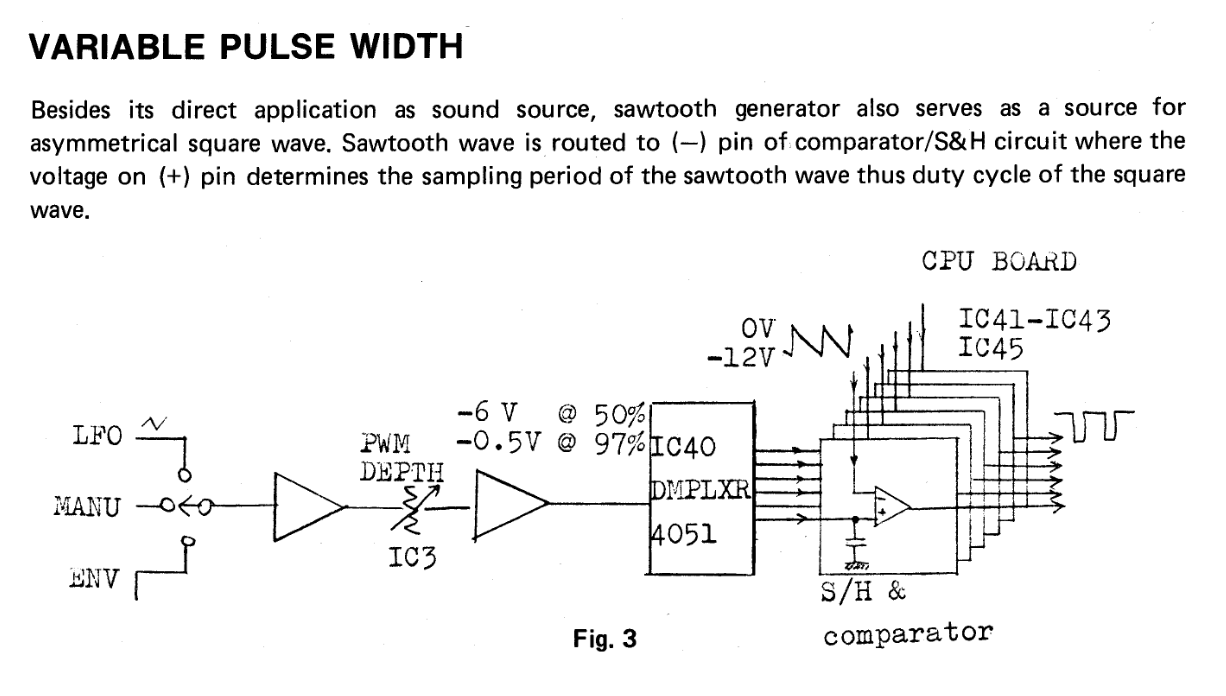 VARIABLE PULSE WIDTH
Besides its direct application as sound source, sawtooth generator also serves as a source for
asymmetrical square wave. Sawtooth wave is routed to (−) pin of comparator/S&H circuit where the
voltage on (+) pin determines the sampling period of the sawtooth wave thus duty cycle of the square
wave.
CPU BOARD
IC41-IC43
IC45
0V
-12V
-6 V @ 50%
-0.5V @ 97%
LFO
PWM
DEPTH
IC3
MANU
ENV
IC40
DMPLXR
4051
−
+
S/H &
comparator
Fig. 3